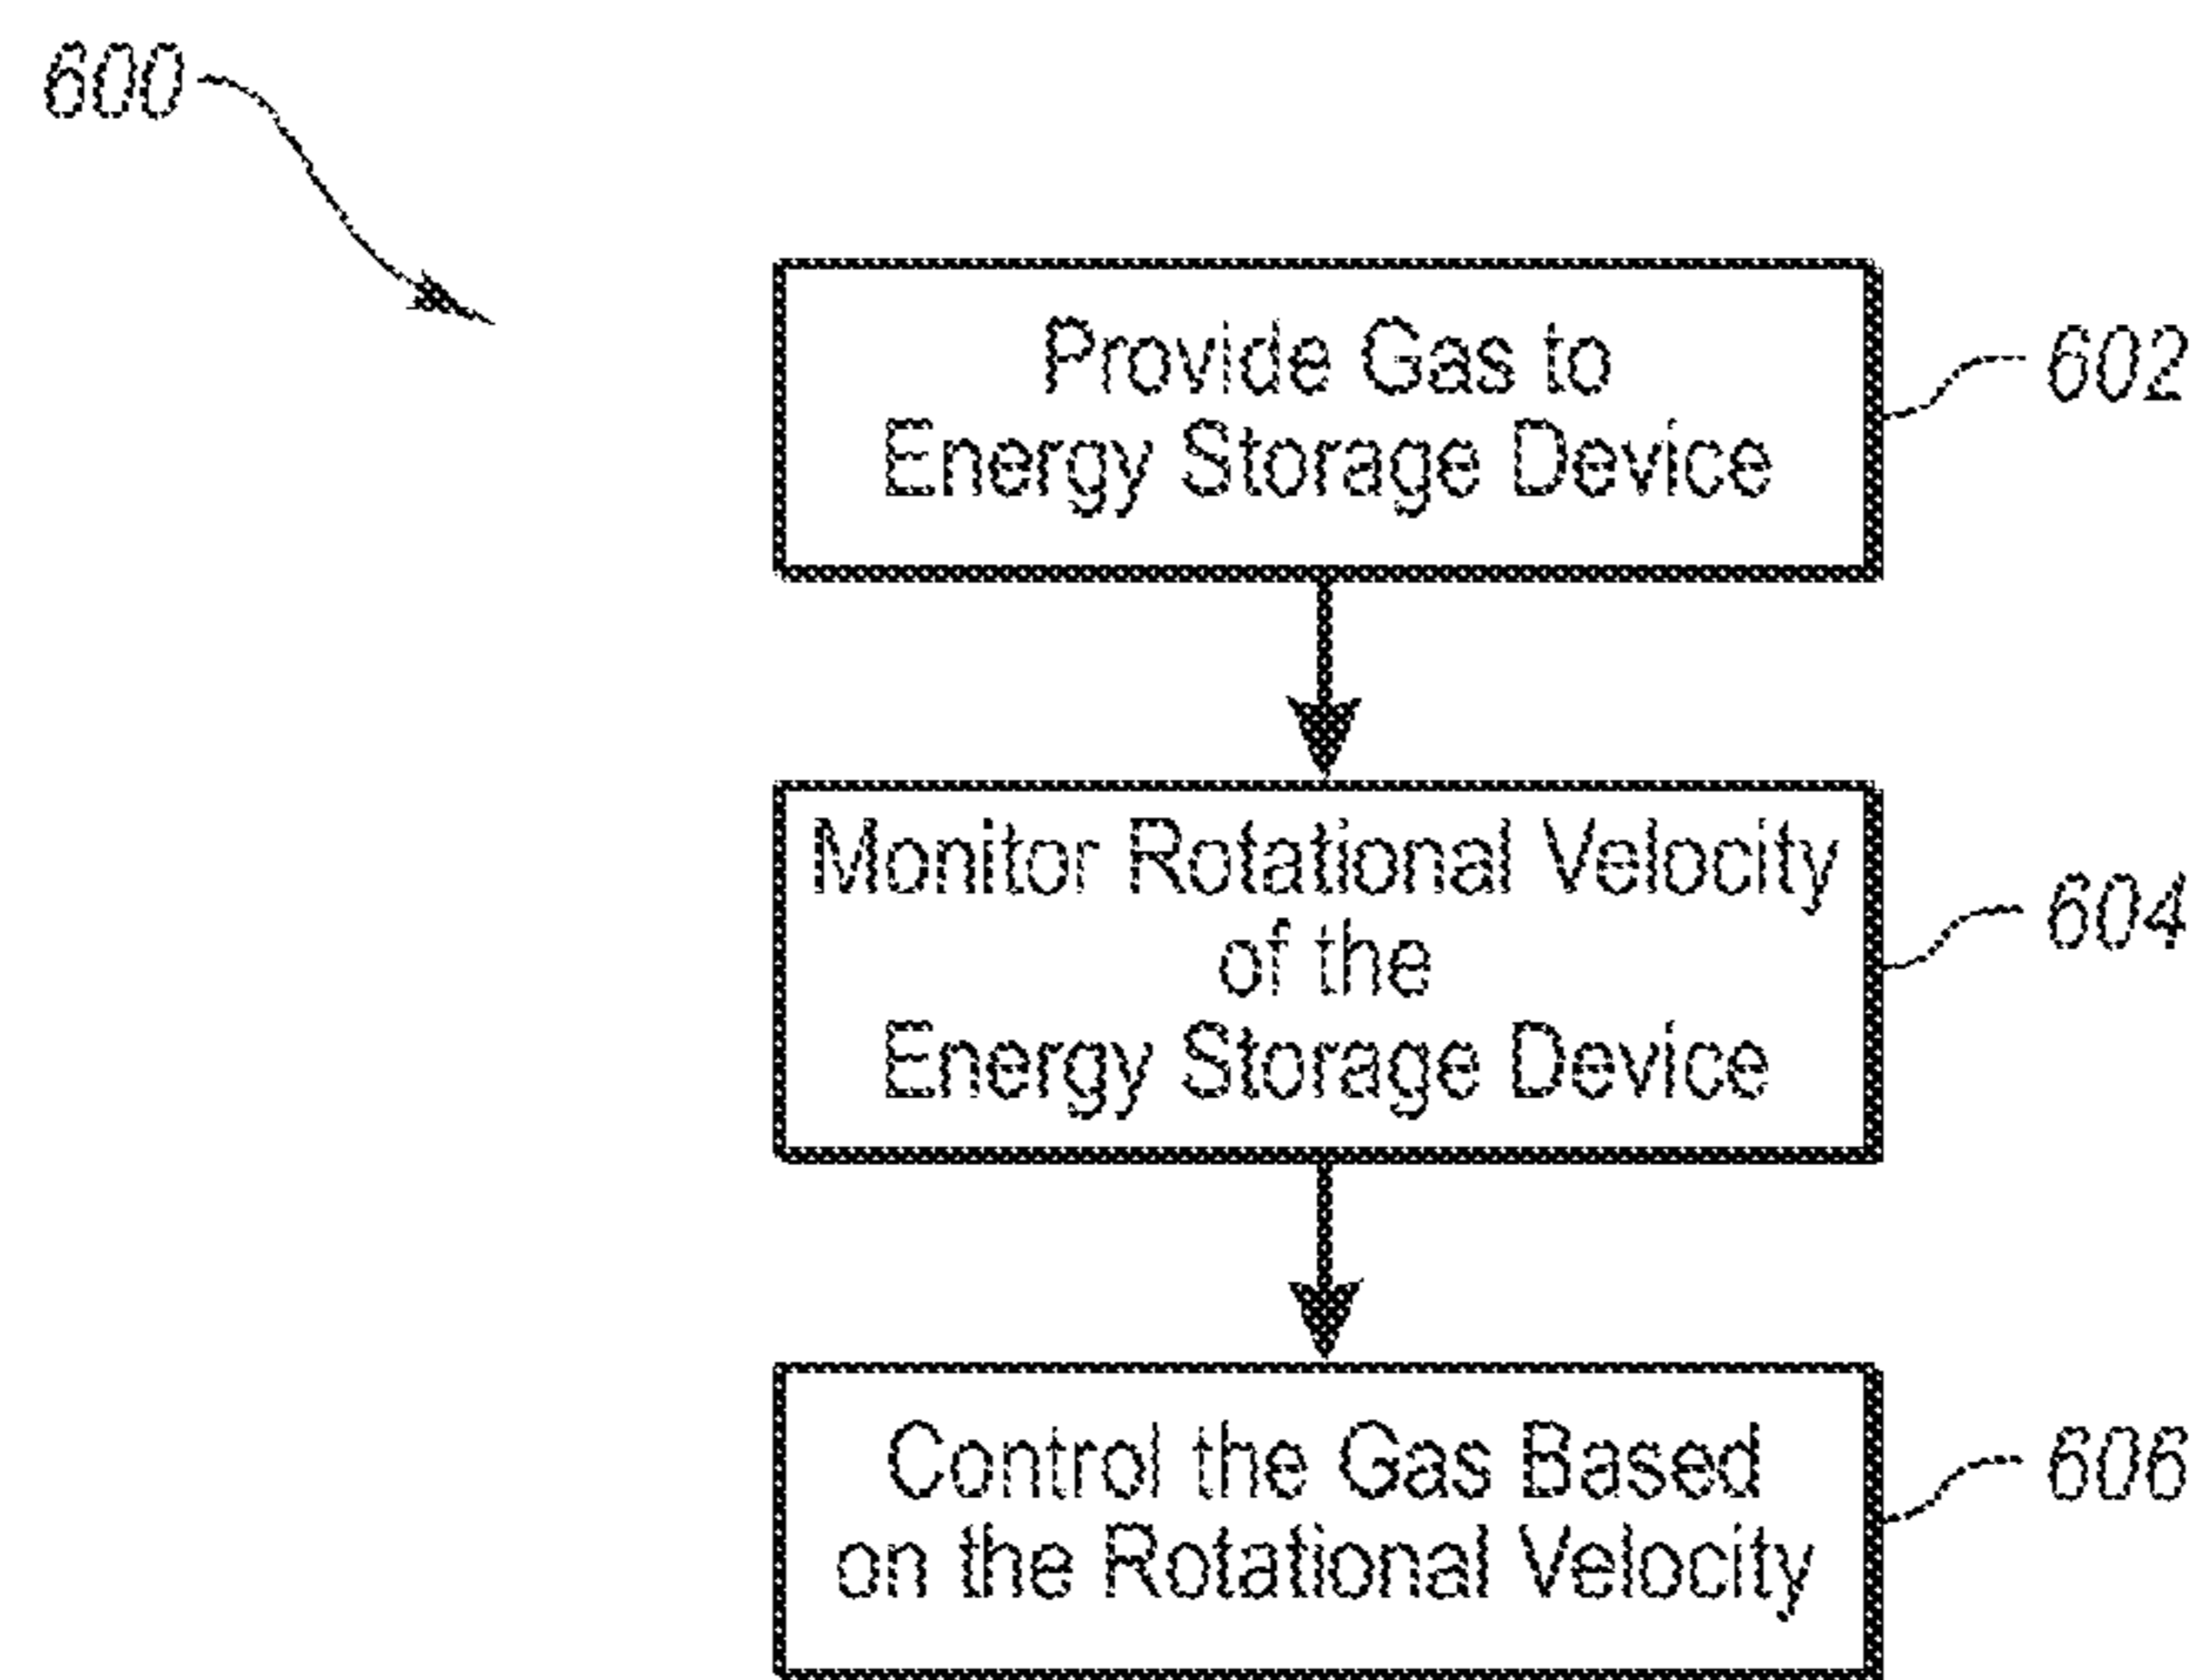 600
Provide Gas to
Energy Storage Device
602
Monitor Rotational Velocity
of the
Energy Storage Device
604
Control the Gas Based
on the Rotational Velocity
606